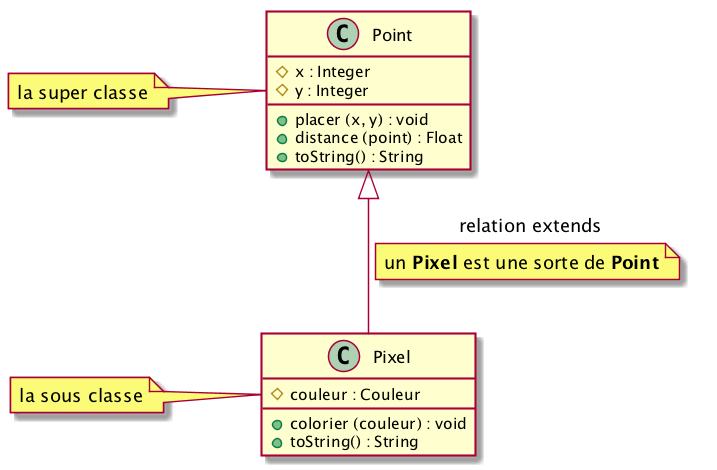 C Point
x : Integer
y : Integer
placer (x, y) : void
distance (point) : Float
toString() : String
la super classe
relation extends
un Pixel est une sorte de Point
C Pixel
couleur : Couleur
colorier (couleur) : void
toString() : String
la sous classe